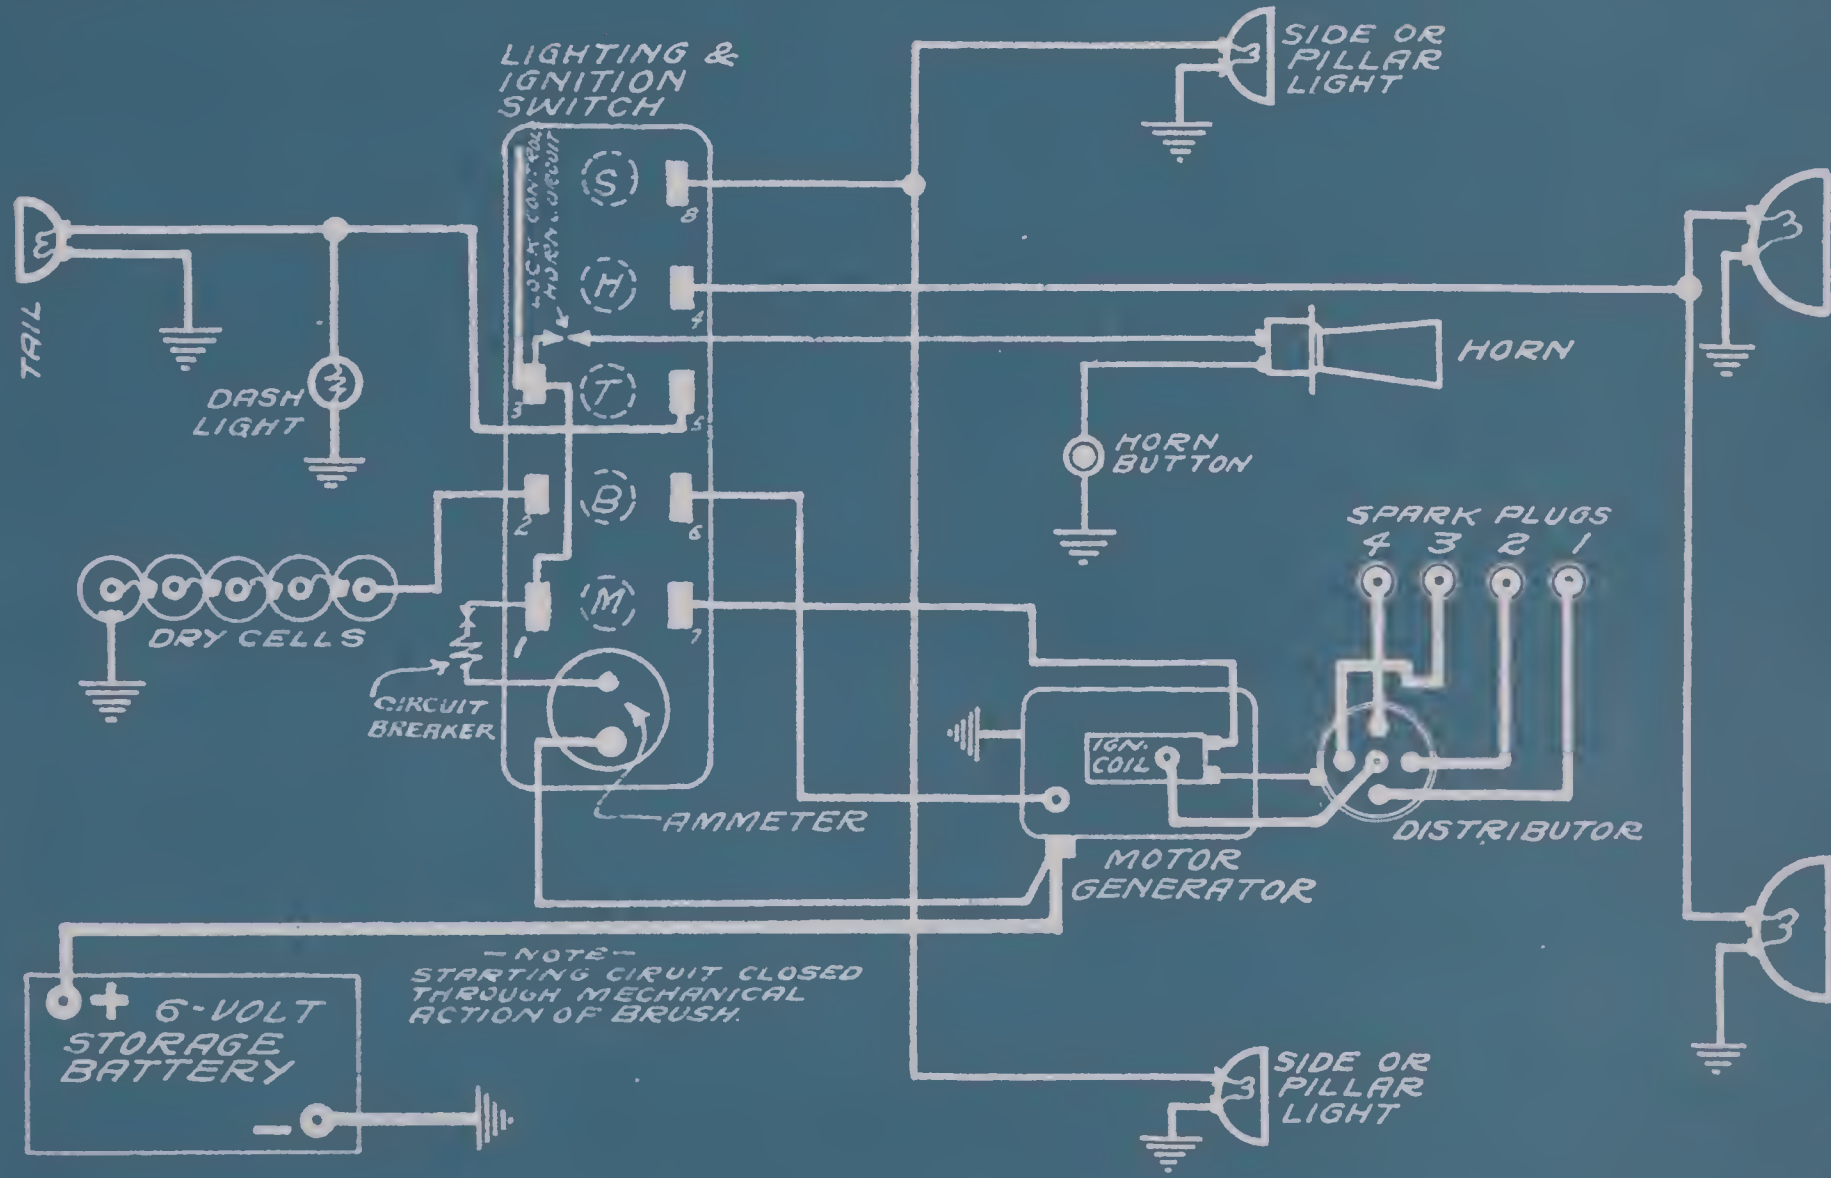 LIGHTING &
IGNITION
SWITCH
SIDE OR
PILLAR
LIGHT
LOCK CONTROL
HORN CIRCUIT
S
8
H
4
T
3
5
B
2
6
M
1
7
TAIL
DASH
LIGHT
HORN
HORN
BUTTON
SPARK PLUGS
4 3 2 1
DRY CELLS
CIRCUIT
BREAKER
IGN.
COIL
AMMETER
DISTRIBUTOR
MOTOR
GENERATOR
- NOTE -
STARTING CIRUIT CLOSED
THROUGH MECHANICAL
ACTION OF BRUSH.
+ 6-VOLT
STORAGE
BATTERY
-
SIDE OR
PILLAR
LIGHT